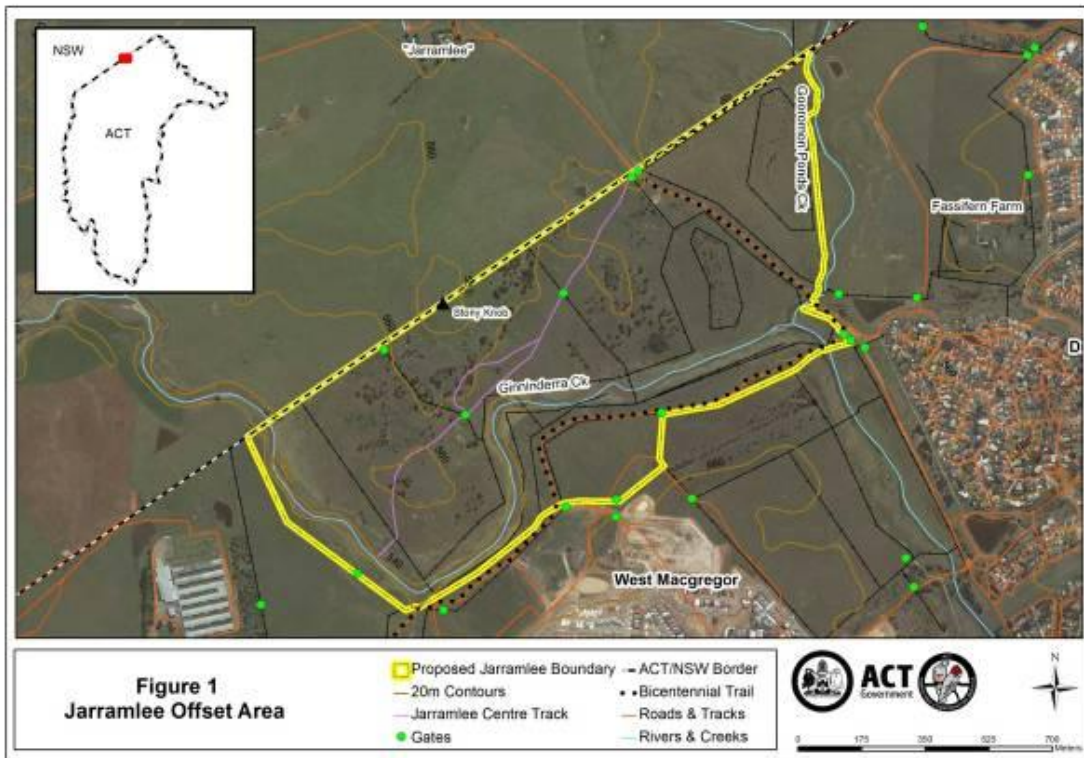 NSW
ACT
"Jarramlee"
660
Gooromon Ponds Ck
Fassifern Farm
Stony Knob
Ginninderra Ck
560
D
West Macgregor
Figure 1
Jarramlee Offset Area
Proposed Jarramlee Boundary
20m Contours
Jarramlee Centre Track
Gates
ACT/NSW Border
Bicentennial Trail
Roads & Tracks
Rivers & Creeks
ACT
Government
N
0 175 350 525 700
Meters